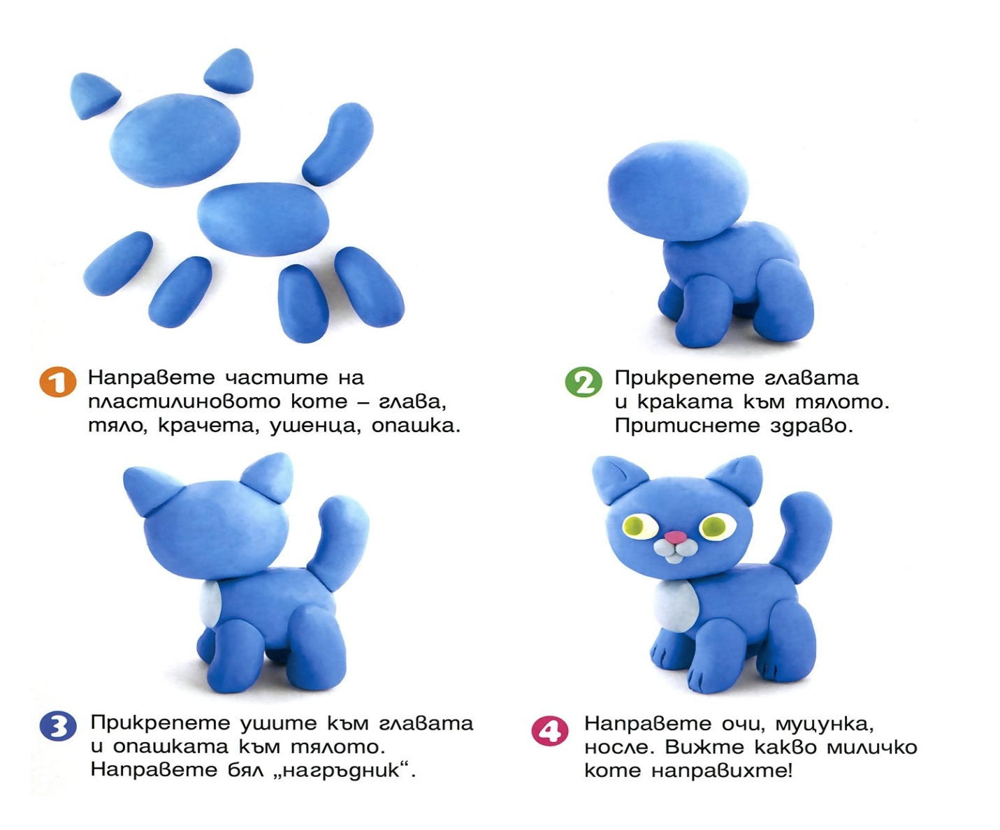 1 Направете частите на
пластилиновото коте – глава,
тяло, крачета, ушенца, опашка.
2 Прикрепете главата
и краката към тялото.
Притиснете здраво.
3 Прикрепете ушите към главата
и опашката към тялото.
Направете бял „нагръдник“.
4 Направете очи, муцунка,
носле. Вижте какво миличко
коте направихте!